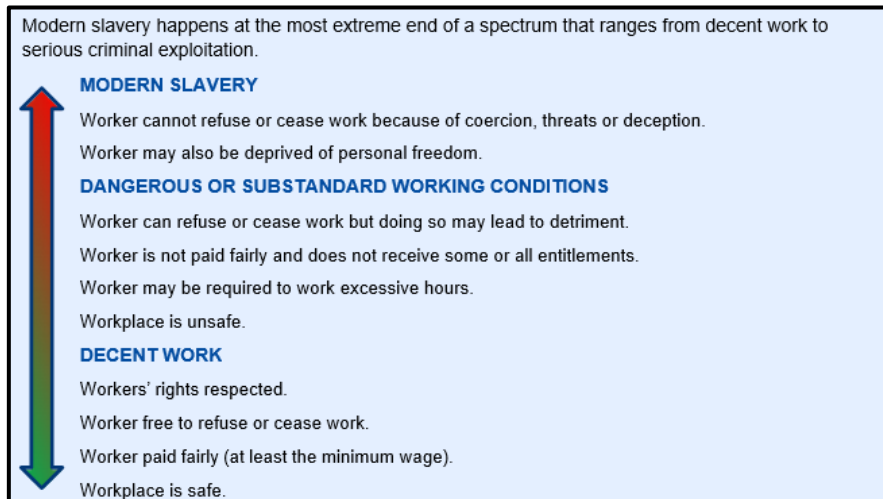 Modern slavery happens at the most extreme end of a spectrum that ranges from decent work to
serious criminal exploitation.
MODERN SLAVERY
Worker cannot refuse or cease work because of coercion, threats or deception.
Worker may also be deprived of personal freedom.
DANGEROUS OR SUBSTANDARD WORKING CONDITIONS
Worker can refuse or cease work but doing so may lead to detriment.
Worker is not paid fairly and does not receive some or all entitlements.
Worker may be required to work excessive hours.
Workplace is unsafe.
DECENT WORK
Workers' rights respected.
Worker free to refuse or cease work.
Worker paid fairly (at least the minimum wage).
Workplace is safe.